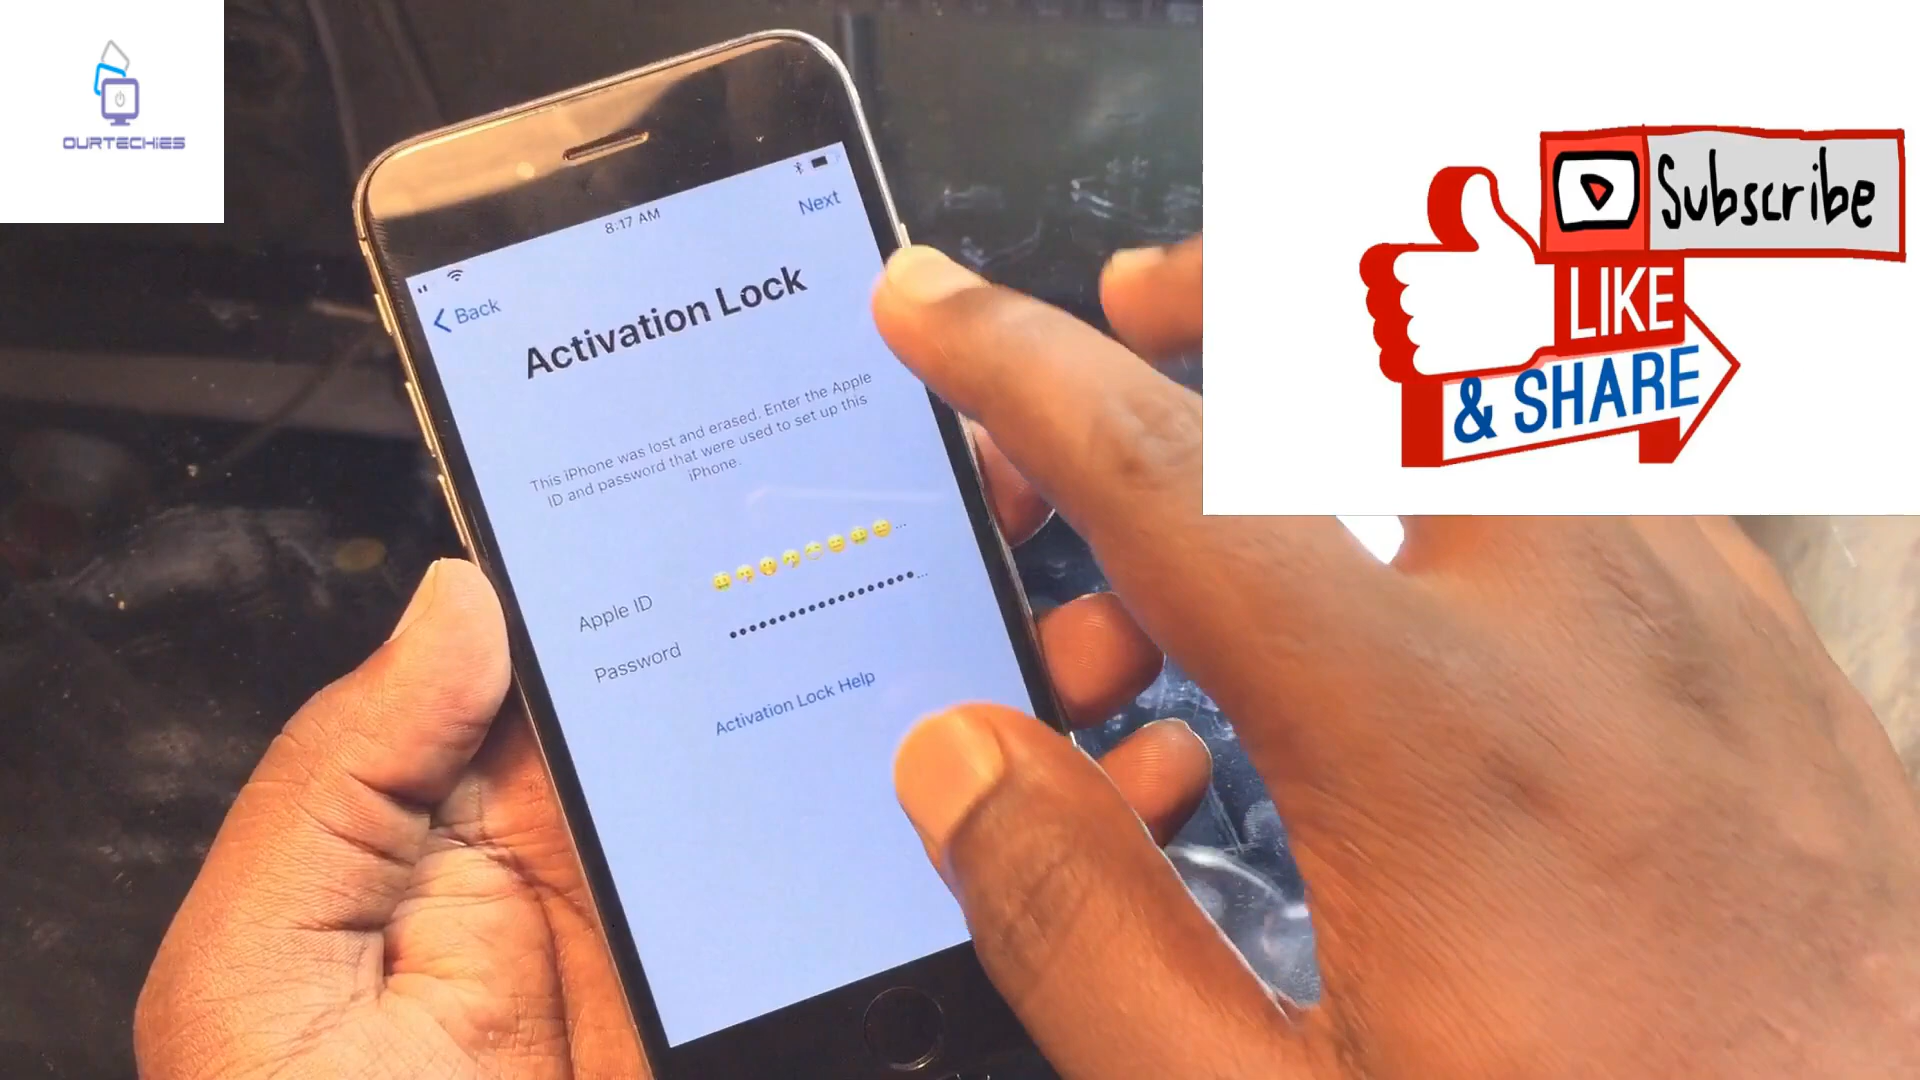 OURTECHIES
8:17 AM
Back
Next
Activation Lock
This iPhone was lost and erased. Enter the Apple
ID and password that were used to set up this
iPhone.
Apple ID 🤑🤥🤭🤥😷😑🤑😄...
Password ••••••••••••••••••...
Activation Lock Help
Subscribe
LIKE
& SHARE